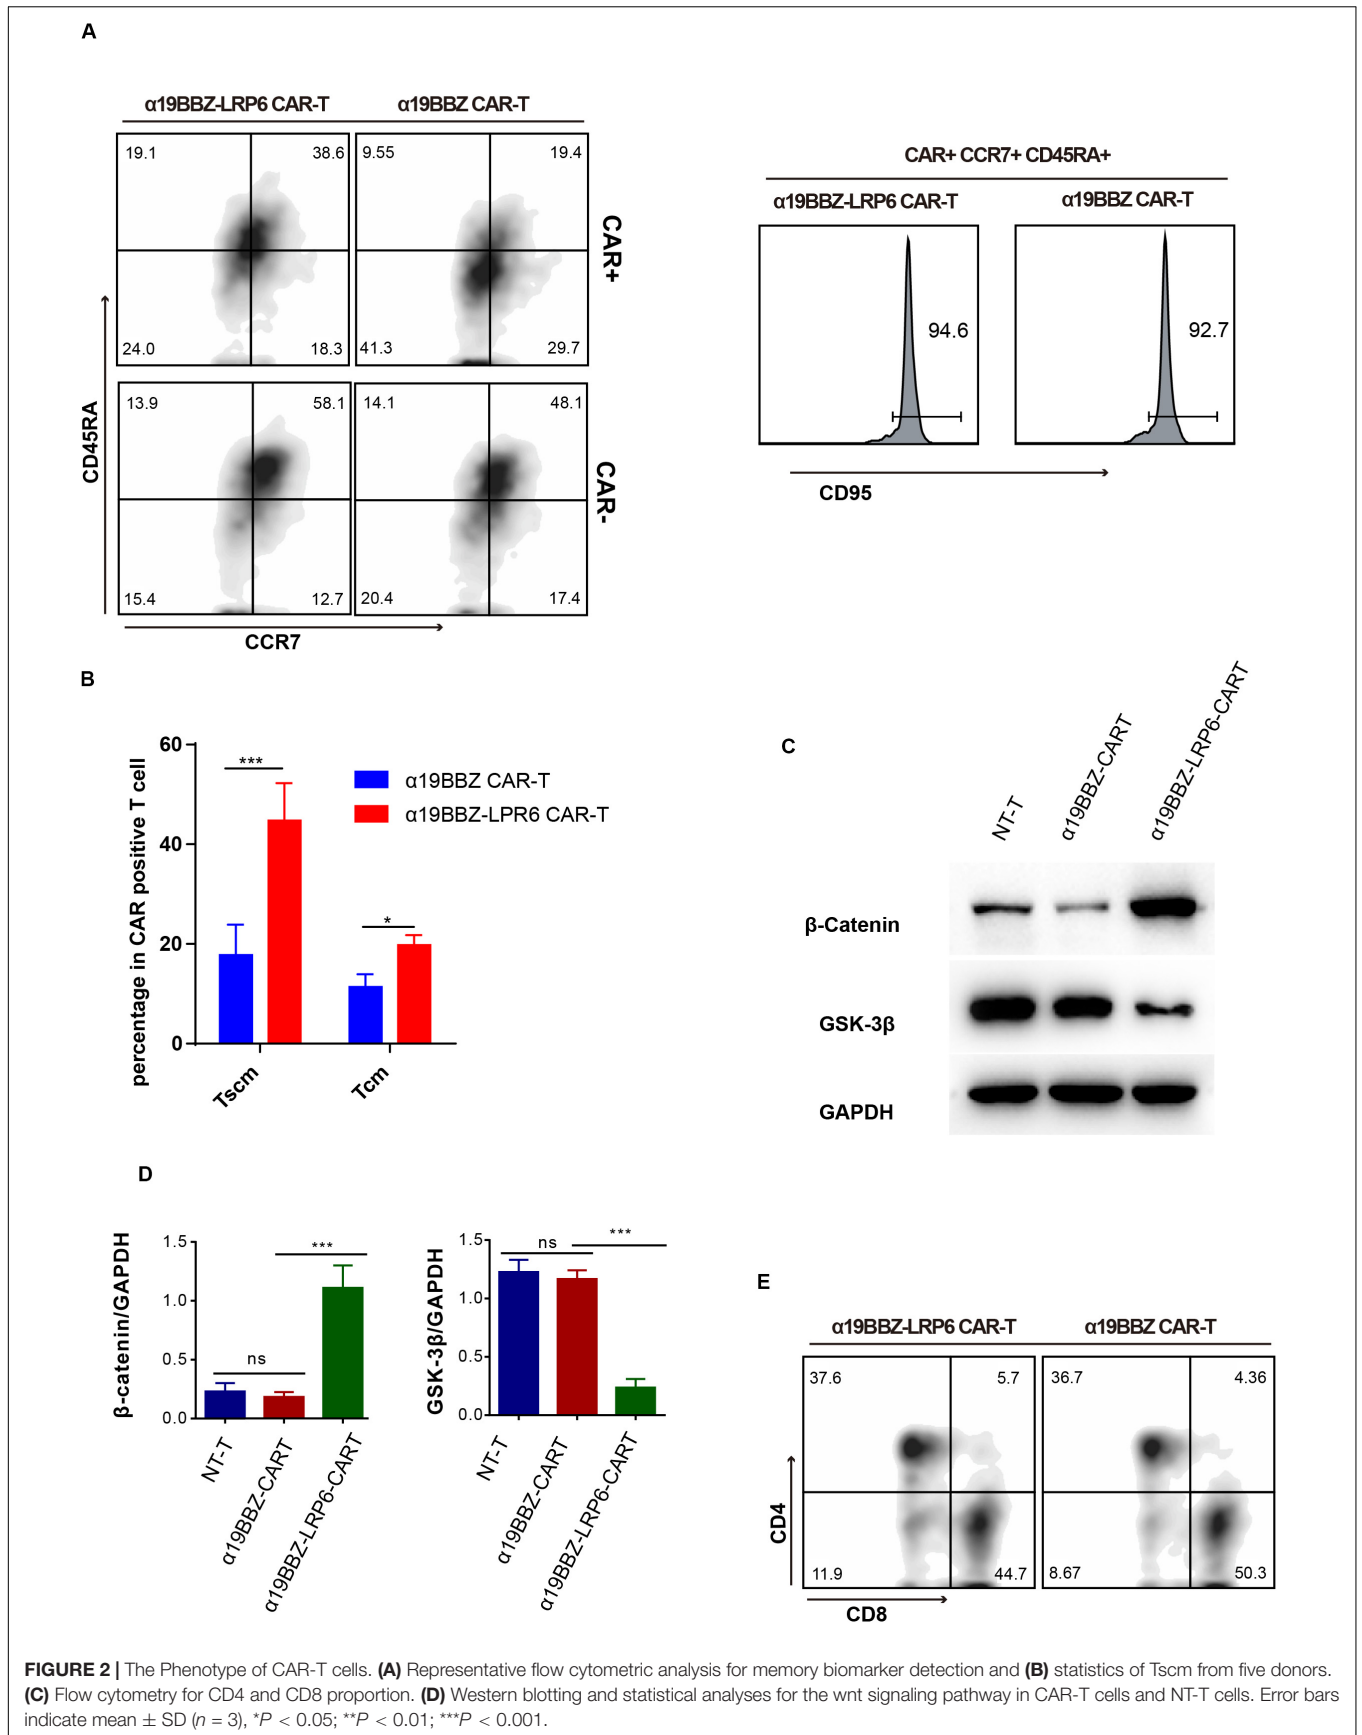 A
α19BBZ-LRP6 CAR-T α19BBZ CAR-T
19.1 38.6 9.55 19.4
CAR+
24.0 18.3 41.3 29.7
13.9 58.1 14.1 48.1
CAR-
15.4 12.7 20.4 17.4
CD45RA
CCR7
CAR+ CCR7+ CD45RA+
α19BBZ-LRP6 CAR-T α19BBZ CAR-T
94.6 92.7
CD95
B
percentage in CAR positive T cell
60
40
20
0
***
*
α19BBZ CAR-T
α19BBZ-LPR6 CAR-T
Tscm Tcm
C
NT-T α19BBZ-CART α19BBZ-LRP6-CART
β-Catenin
GSK-3β
GAPDH
D
β-catenin/GAPDH
1.5
1.0
0.5
0.0
ns ***
NT-T α19BBZ-CART α19BBZ-LRP6-CART
GSK-3β/GAPDH
1.5
1.0
0.5
0.0
ns ***
NT-T α19BBZ-CART α19BBZ-LRP6-CART
E
α19BBZ-LRP6 CAR-T α19BBZ CAR-T
37.6 5.7 36.7 4.36
11.9 44.7 8.67 50.3
CD4
CD8
FIGURE 2 | The Phenotype of CAR-T cells. (A) Representative flow cytometric analysis for memory biomarker detection and (B) statistics of Tscm from five donors.
(C) Flow cytometry for CD4 and CD8 proportion. (D) Western blotting and statistical analyses for the wnt signaling pathway in CAR-T cells and NT-T cells. Error bars
indicate mean ± SD (n = 3), *P < 0.05; **P < 0.01; ***P < 0.001.